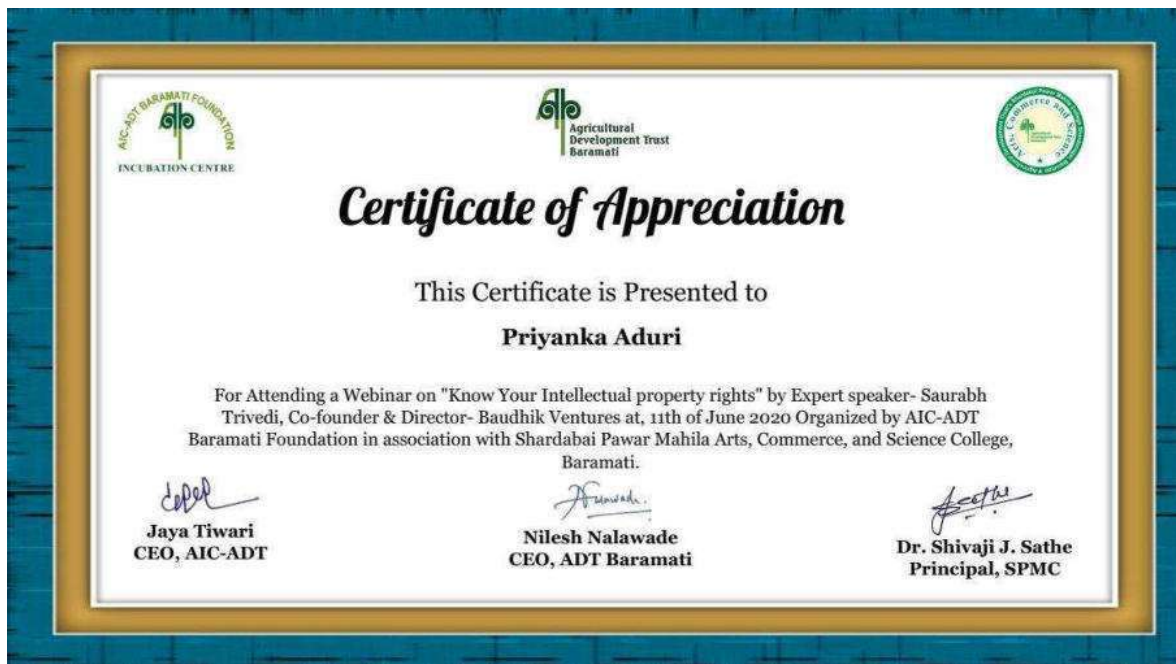 AIC-ADT BARAMATI FOUNDATION
INCUBATION CENTRE
Agricultural
Development Trust
Baramati
Arts, Commerce and Science
Certificate of Appreciation
This Certificate is Presented to
Priyanka Aduri
For Attending a Webinar on "Know Your Intellectual property rights" by Expert speaker- Saurabh
Trivedi, Co-founder & Director- Baudhik Ventures at, 11th of June 2020 Organized by AIC-ADT
Baramati Foundation in association with Shardabai Pawar Mahila Arts, Commerce, and Science College,
Baramati.
Jaya Tiwari
CEO, AIC-ADT
Nilesh Nalawade
CEO, ADT Baramati
Dr. Shivaji J. Sathe
Principal, SPMC